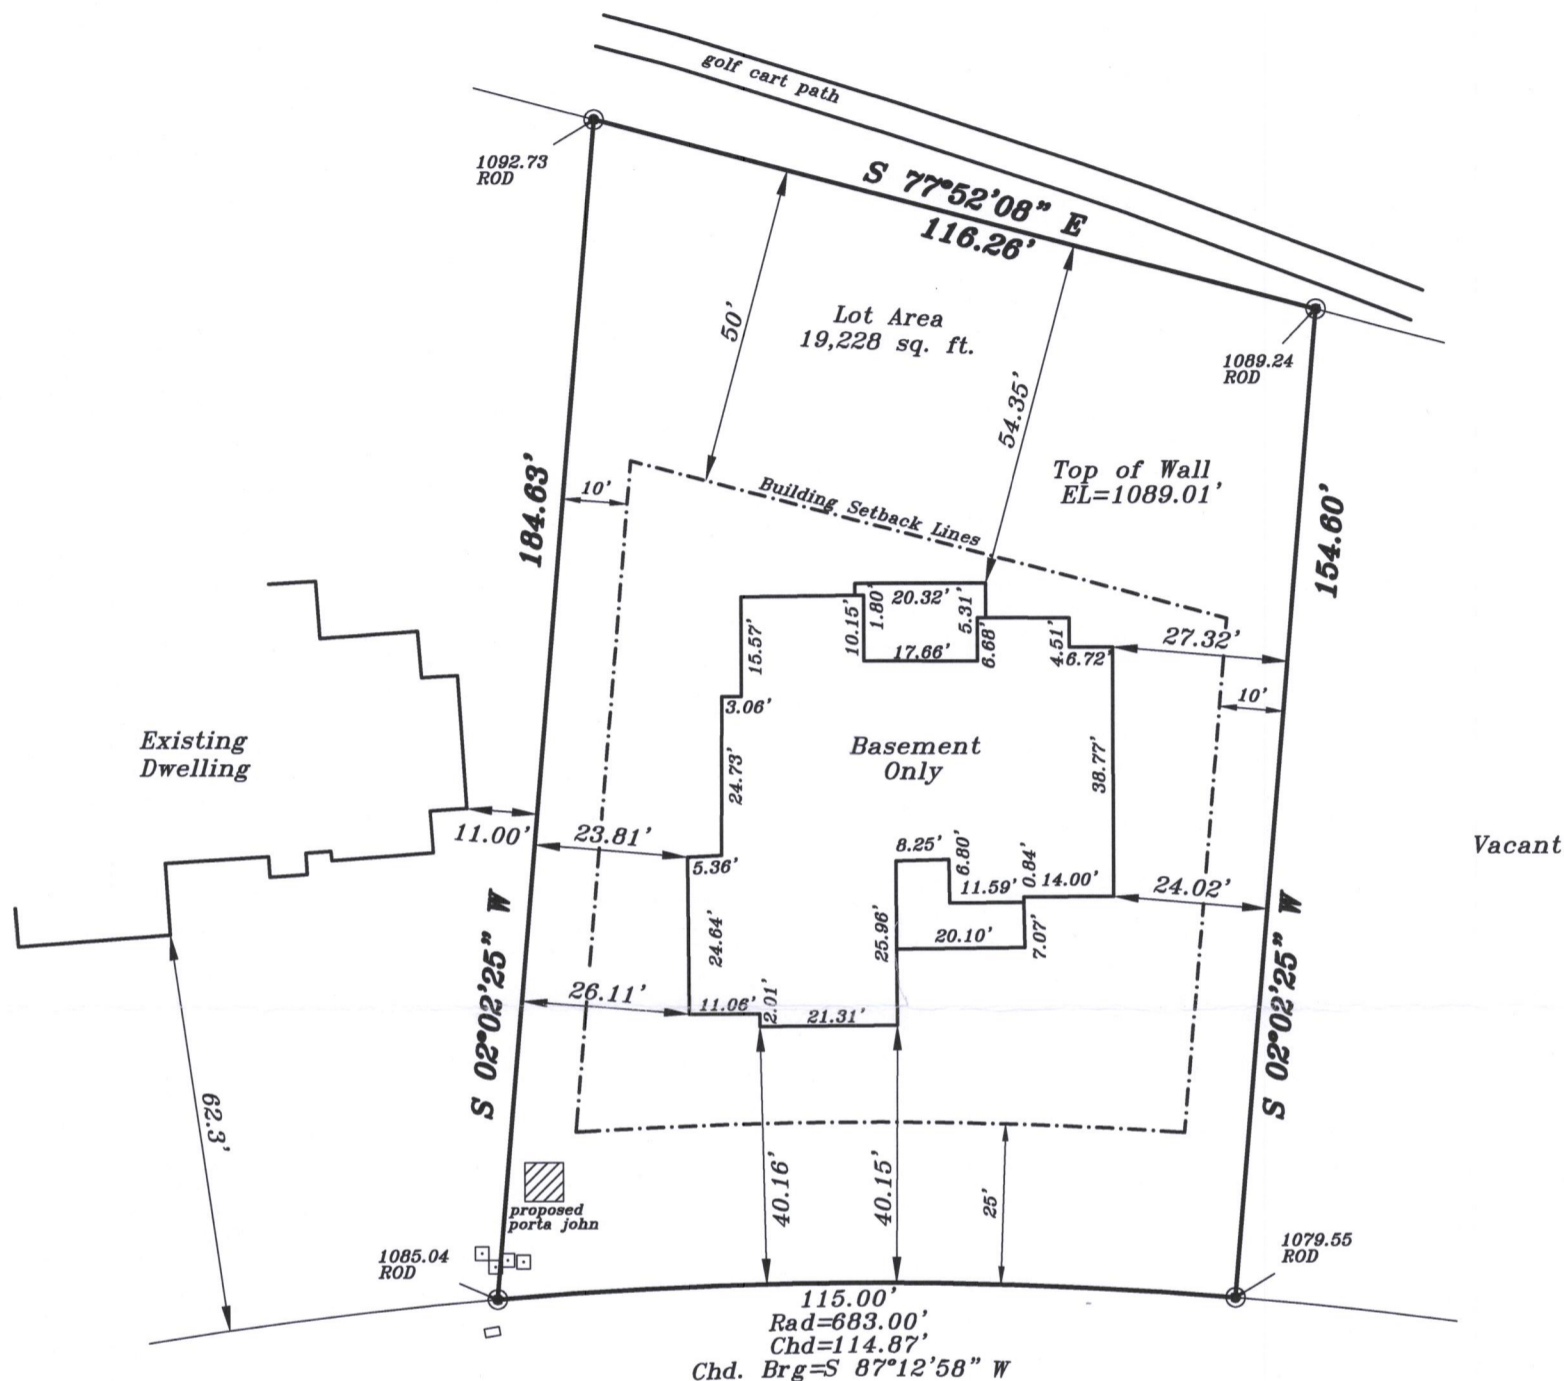 golf cart path
1092.73
ROD
S 77°52'08" E
116.26'
50'
Lot Area
19,228 sq. ft.
1089.24
ROD
54.35'
Top of Wall
EL=1089.01'
184.63'
10'
Building Setback Lines
154.60'
20.32'
1.80'
10.15'
5.31'
15.57'
17.66'
6.68'
4.51'
6.72'
27.32'
3.06'
10'
Existing
Dwelling
Basement
Only
24.73'
38.77'
11.00'
23.81'
5.36'
8.25'
6.80'
0.84'
11.59'
14.00'
24.02'
Vacant
24.64'
25.96'
20.10'
7.07'
S 02°02'25" W
S 02°02'25" W
26.11'
11.06'
2.01'
21.31'
62.3'
40.16'
40.15'
25'
proposed
porta john
1085.04
ROD
1079.55
ROD
115.00'
Rad=683.00'
Chd=114.87'
Chd. Brg=S 87°12'58" W